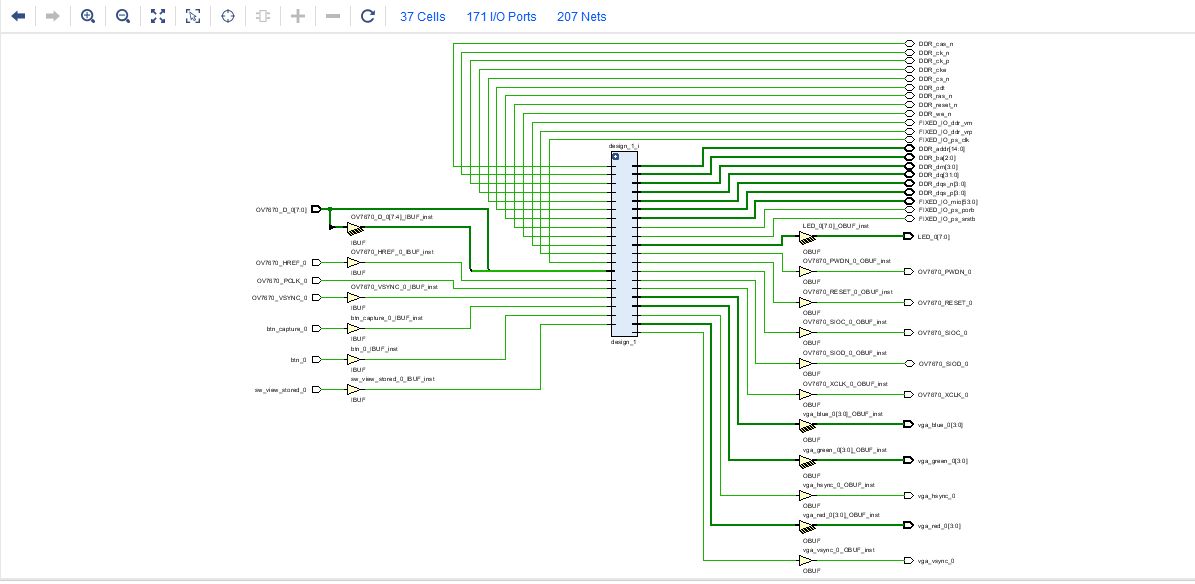 37 Cells 171 I/O Ports 207 Nets
DDR_cas_n
DDR_ck_n
DDR_ck_p
DDR_cke
DDR_cs_n
DDR_odt
DDR_ras_n
DDR_reset_n
DDR_we_n
FIXED_IO_ddr_vrn
FIXED_IO_ddr_vrp
FIXED_IO_ps_clk
design_1_i
DDR_addr[14:0]
DDR_ba[2:0]
DDR_dm[3:0]
DDR_dq[31:0]
DDR_dqs_n[3:0]
DDR_dqs_p[3:0]
FIXED_IO_mio[53:0]
FIXED_IO_ps_porb
FIXED_IO_ps_srstb
OV7670_D_0[7:0]
OV7670_D_0[7:4]_IBUF_inst
IBUF
LED_0[7:0]_OBUF_inst
LED_0[7:0]
OBUF
OV7670_HREF_0_IBUF_inst
OV7670_HREF_0
IBUF
OV7670_PWDN_0_OBUF_inst
OV7670_PWDN_0
OBUF
OV7670_PCLK_0
OV7670_VSYNC_0_IBUF_inst
OV7670_VSYNC_0
IBUF
OV7670_RESET_0_OBUF_inst
OV7670_RESET_0
OBUF
btn_capture_0_IBUF_inst
btn_capture_0
IBUF
OV7670_SIOC_0_OBUF_inst
OV7670_SIOC_0
OBUF
design_1
btn_0_IBUF_inst
btn_0
IBUF
OV7670_SIOD_0_OBUF_inst
OV7670_SIOD_0
OBUF
sw_view_stored_0_IBUF_inst
sw_view_stored_0
IBUF
OV7670_XCLK_0_OBUF_inst
OV7670_XCLK_0
OBUF
vga_blue_0[3:0]_OBUF_inst
vga_blue_0[3:0]
OBUF
vga_green_0[3:0]_OBUF_inst
vga_green_0[3:0]
OBUF
vga_hsync_0_OBUF_inst
vga_hsync_0
OBUF
vga_red_0[3:0]_OBUF_inst
vga_red_0[3:0]
OBUF
vga_vsync_0_OBUF_inst
vga_vsync_0
OBUF